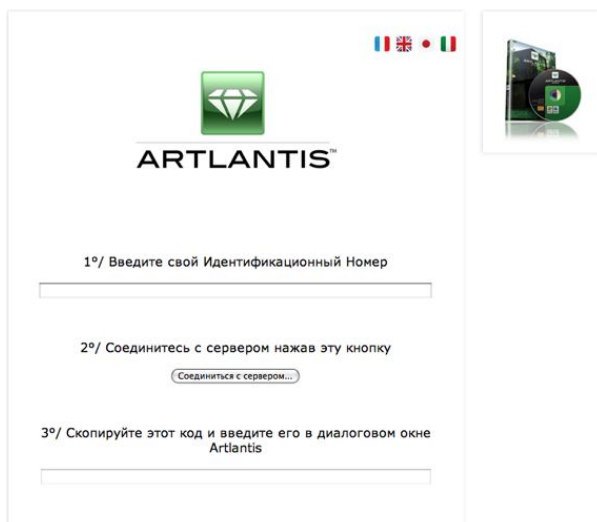 ARTLANTIS™
1°/ Введите свой Идентификационный Номер
2°/ Соединитесь с сервером нажав эту кнопку
Соединиться с сервером...
3°/ Скопируйте этот код и введите его в диалоговом окне
Artlantis